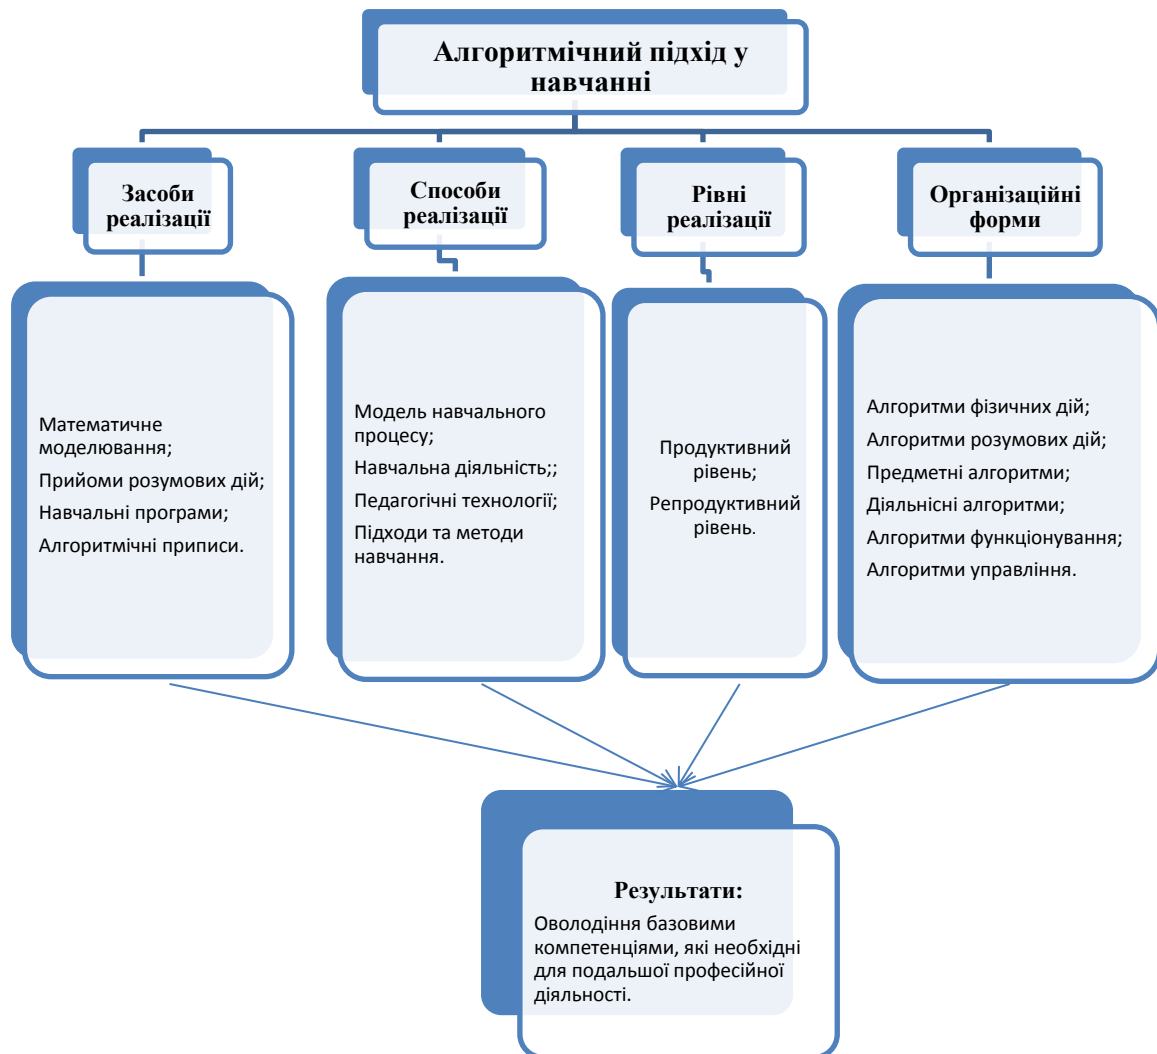 Алгоритмічний підхід у
навчанні
Засоби
реалізації
Способи
реалізації
Рівні
реалізації
Організаційні
форми
Математичне
моделювання;
Прийоми розумових дій;
Навчальні програми;
Алгоритмічні приписи.
Модель навчального
процесу;
Навчальна діяльність;;
Педагогічні технології;
Підходи та методи
навчання.
Продуктивний
рівень;
Репродуктивний
рівень.
Алгоритми фізичних дій;
Алгоритми розумових дій;
Предметні алгоритми;
Діяльнісні алгоритми;
Алгоритми функціонування;
Алгоритми управління.
Результати:
Оволодіння базовими
компетенціями, які необхідні
для подальшої професійної
діяльності.